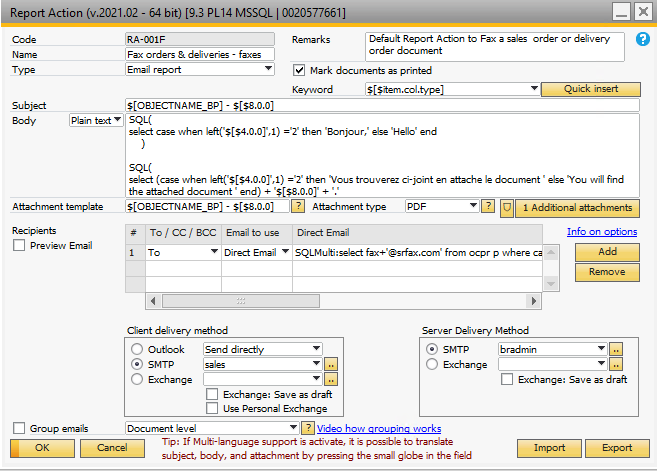 Report Action (v.2021.02 - 64 bit) [9.3 PL14 MSSQL | 0020577661]
Code RA-001F
Remarks Default Report Action to Fax a sales order or delivery
order document
Name Fax orders & deliveries - faxes
Type Email report
Mark documents as printed
Keyword $[$item.col.type] Quick insert
Subject $[OBJECTNAME_BP] - $[$8.0.0]
Body Plain text
SQL(
select case when left('$[$4.0.0]',1) ='2' then 'Bonjour,' else 'Hello' end
)
SQL(
select (case when left('$[$4.0.0]',1) ='2' then 'Vous trouverez ci-joint en attache le document ' else 'You will find
the attached document ' end) + '$[$8.0.0]' + '.'
Attachment template $[OBJECTNAME_BP] - $[$8.0.0] ? Attachment type PDF ? 1 Additional attachments
Recipients
Preview Email
# To / CC / BCC Email to use Direct Email
1 To Direct Email SQLMulti:select fax+'@srfax.com' from ocpr p where ca
Info on options
Add
Remove
Client delivery method
Outlook Send directly
SMTP sales ..
Exchange ..
Exchange: Save as draft
Use Personal Exchange
Server Delivery Method
SMTP bradmin ..
Exchange ..
Exchange: Save as draft
Group emails Document level ? Video how grouping works
OK Cancel
Tip: If Multi-language support is activate, it is possible to translate
subject, body, and attachment by pressing the small globe in the field
Import Export